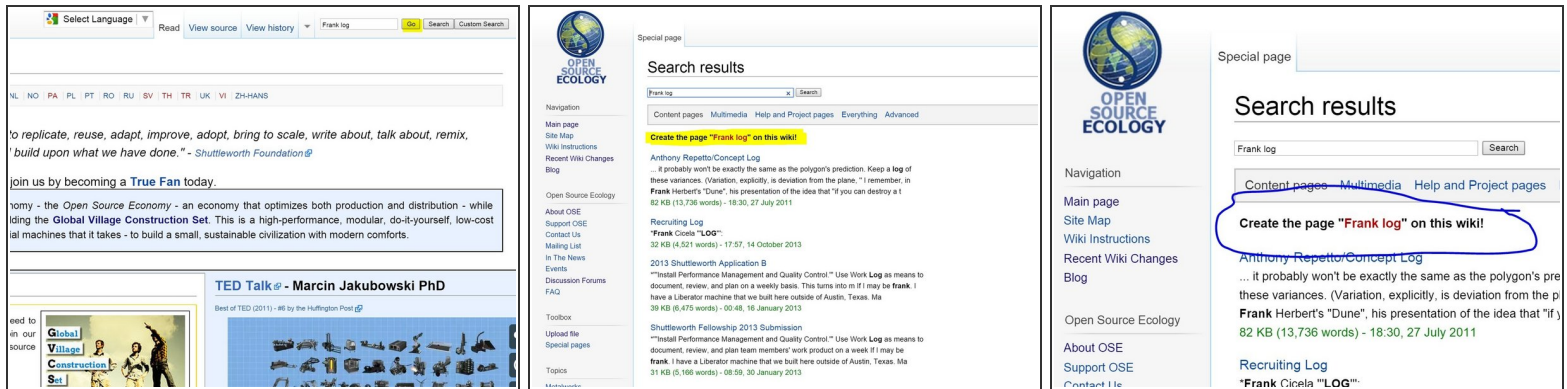 Select Language
Read View source View history Frank log Go Search Custom Search
NL NO PA PL PT RO RU SV TH TR UK VI ZH-HANS
to replicate, reuse, adapt, improve, adopt, bring to scale, write about, talk about, remix,
build upon what we have done." - Shuttleworth Foundation
join us by becoming a True Fan today.
nomy - the Open Source Economy - an economy that optimizes both production and distribution - while
lding the Global Village Construction Set. This is a high-performance, modular, do-it-yourself, low-cost
ial machines that it takes - to build a small, sustainable civilization with modern comforts.
TED Talk - Marcin Jakubowski PhD
Best of TED (2011) - #6 by the Huffington Post
eed to
in our
source
Global
Village
Construction
Set
OPEN
SOURCE
ECOLOGY
Navigation
Main page
Site Map
Wiki Instructions
Recent Wiki Changes
Blog
Open Source Ecology
About OSE
Support OSE
Contact Us
Mailing List
In The News
Events
Discussion Forums
FAQ
Toolbox
Upload file
Special pages
Topics
Metalworks
Special page
Search results
Frank log x Search
Content pages Multimedia Help and Project pages Everything Advanced
Create the page "Frank log" on this wiki!
Anthony Repetto/Concept Log
... it probably won't be exactly the same as the polygon's prediction. Keep a log of
these variances. (Variation, explicitly, is deviation from the plane, " I remember, in
Frank Herbert's "Dune", his presentation of the idea that "if you can destroy a t
82 KB (13,736 words) - 18:30, 27 July 2011
Recruiting Log
*Frank Cicela '''LOG''':
32 KB (4,521 words) - 17:57, 14 October 2013
2013 Shuttleworth Application B
*'''Install Performance Management and Quality Control.''' Use Work Log as means to
document, review, and plan on a weekly basis. This turns into m If I may be frank. I
have a Liberator machine that we built here outside of Austin, Texas. Ma
39 KB (6,475 words) - 00:48, 16 January 2013
Shuttleworth Fellowship 2013 Submission
*'''Install Performance Management and Quality Control.''' Use Work Log as means to
document, review, and plan team members' work product on a week If I may be
frank. I have a Liberator machine that we built here outside of Austin, Texas. Ma
31 KB (5,166 words) - 08:59, 30 January 2013
OPEN
SOURCE
ECOLOGY
Navigation
Main page
Site Map
Wiki Instructions
Recent Wiki Changes
Blog
Open Source Ecology
About OSE
Support OSE
Contact Us
Special page
Search results
Frank log Search
Content pages Multimedia Help and Project pages
Create the page "Frank log" on this wiki!
Anthony Repetto/Concept Log
... it probably won't be exactly the same as the polygon's pre
these variances. (Variation, explicitly, is deviation from the p
Frank Herbert's "Dune", his presentation of the idea that "if y
82 KB (13,736 words) - 18:30, 27 July 2011
Recruiting Log
*Frank Cicela '''LOG''':